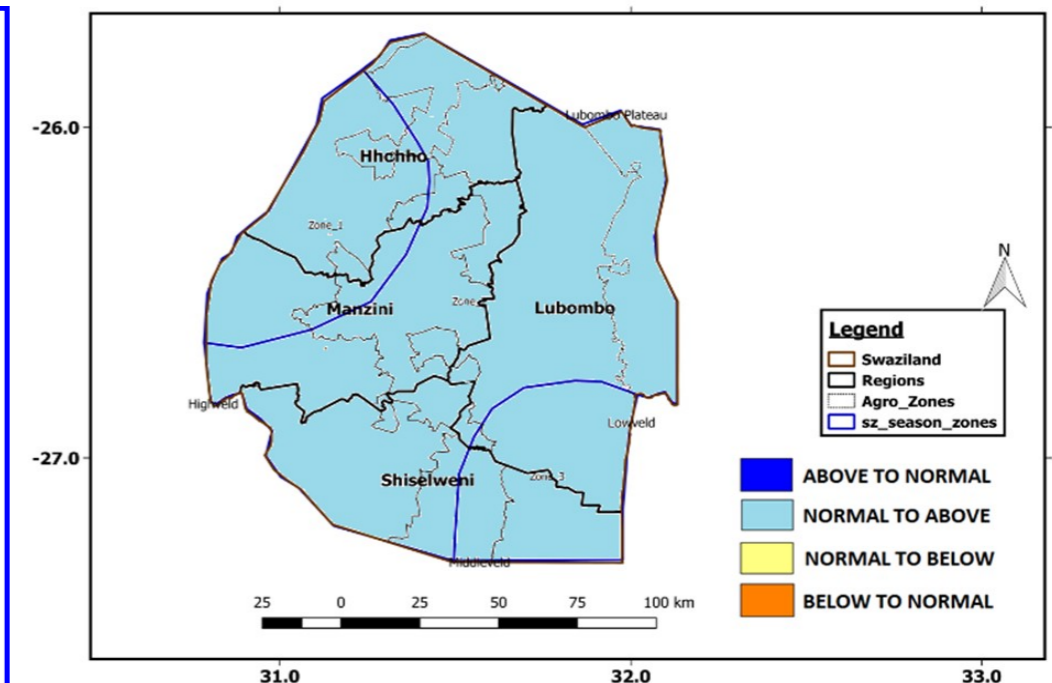 -26.0
Lubombo Plateau
Hhohho
Zone_1
N
Zone_
Manzini
Lubombo
Legend
Swaziland
Regions
Agro_Zones
sz_season_zones
Highveld
Lowveld
-27.0
Shiselweni
Zone_3
ABOVE TO NORMAL
NORMAL TO ABOVE
Middleveld
NORMAL TO BELOW
BELOW TO NORMAL
25 0 25 50 75 100 km
31.0 32.0 33.0